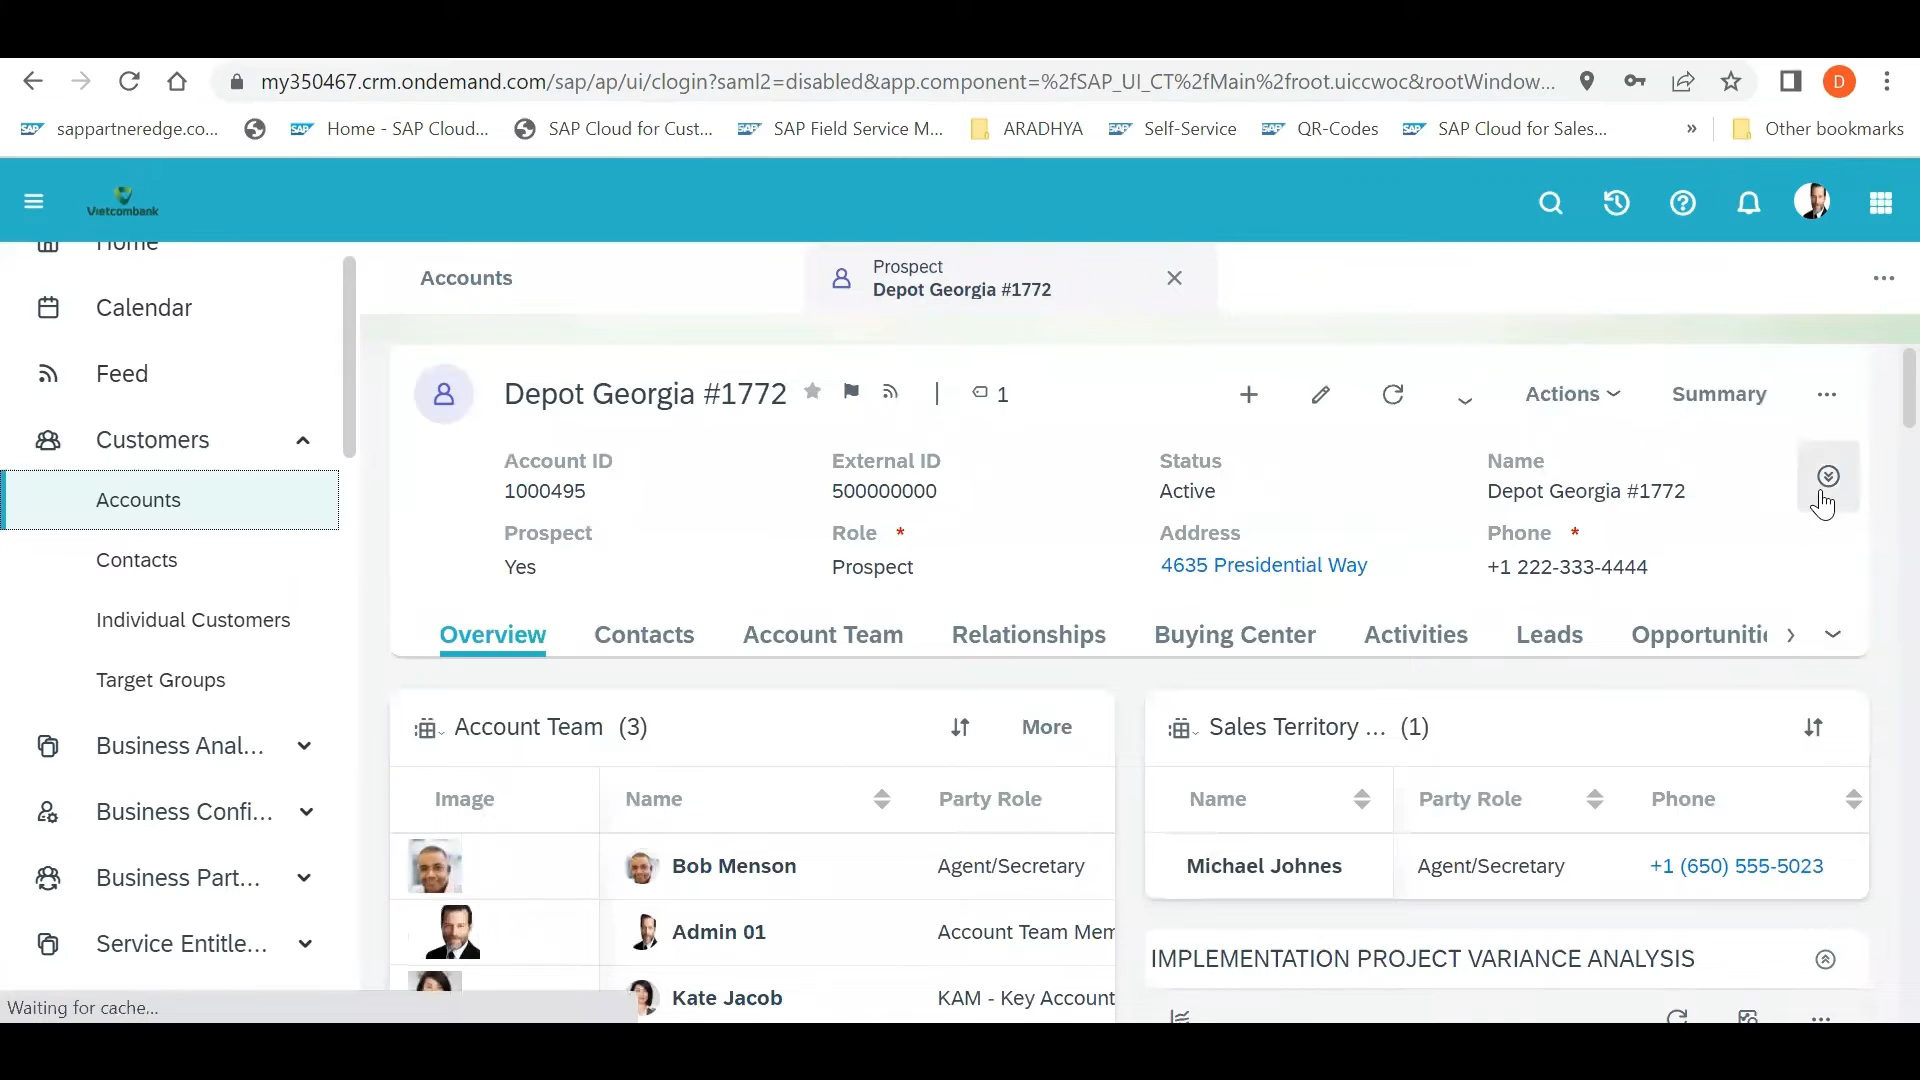 my350467.crm.ondemand.com/sap/ap/ui/clogin?saml2=disabled&app.component=%2fSAP_UI_CT%2fMain%2froot.uiccwoc&rootWindow...
D
SAP sappartneredge.co... SAP Home - SAP Cloud... SAP Cloud for Cust... SAP SAP Field Service M... ARADHYA SAP Self-Service SAP QR-Codes SAP SAP Cloud for Sales... » Other bookmarks
Vietcombank
Home
Calendar
Feed
Customers
Accounts
Contacts
Individual Customers
Target Groups
Business Anal...
Business Confi...
Business Part...
Service Entitle...
Waiting for cache...
Accounts
Prospect
Depot Georgia #1772
Depot Georgia #1772 | 1
Actions Summary ...
Account ID External ID Status Name
1000495 500000000 Active Depot Georgia #1772
Prospect Role * Address Phone *
Yes Prospect 4635 Presidential Way +1 222-333-4444
Overview Contacts Account Team Relationships Buying Center Activities Leads Opportuniti
Account Team (3) More
Image Name Party Role
Bob Menson Agent/Secretary
Admin 01 Account Team Mem
Kate Jacob KAM - Key Account
Sales Territory ... (1)
Name Party Role Phone
Michael Johnes Agent/Secretary +1 (650) 555-5023
IMPLEMENTATION PROJECT VARIANCE ANALYSIS